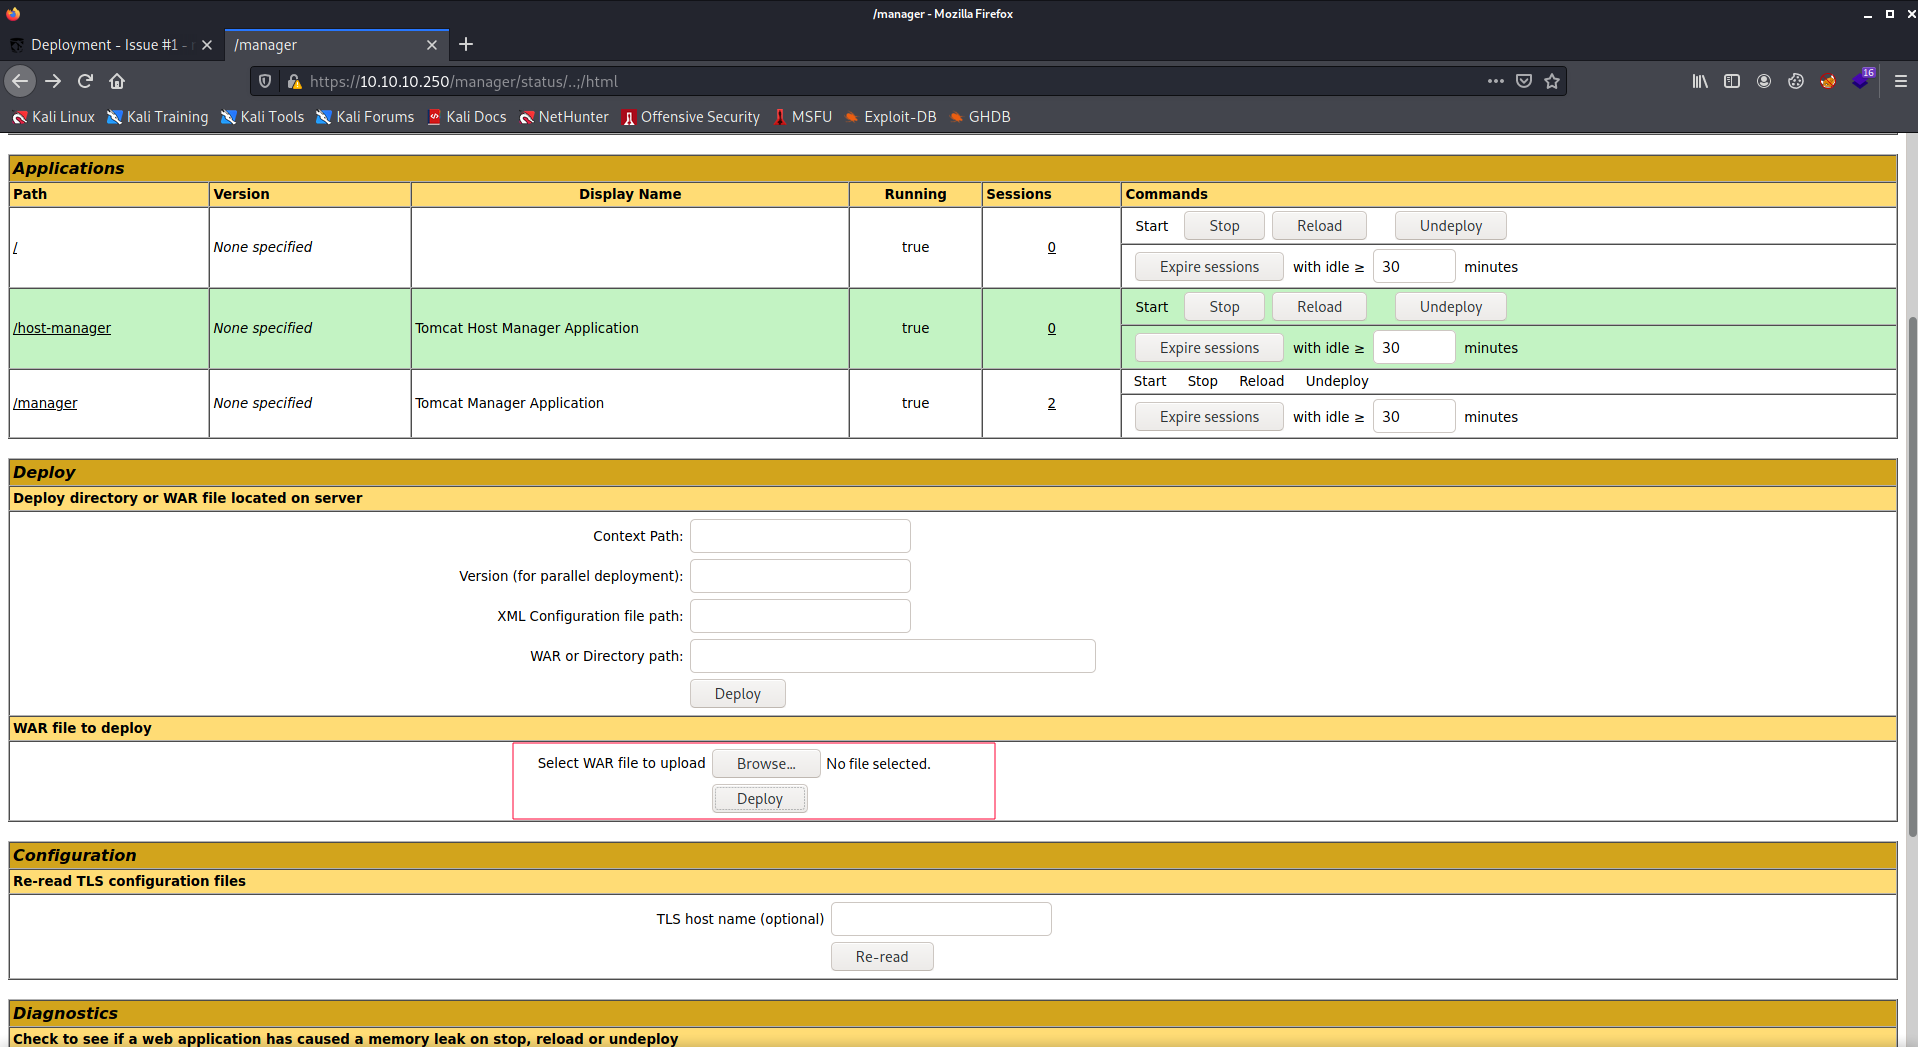 /manager - Mozilla Firefox
Deployment - Issue #1 -
/manager
https://10.10.10.250/manager/status/..;/html
16
Kali Linux Kali Training Kali Tools Kali Forums Kali Docs NetHunter Offensive Security MSFU Exploit-DB GHDB
Applications
Path Version Display Name Running Sessions Commands
/ None specified true 0 Start Stop Reload Undeploy
Expire sessions with idle ≥ 30 minutes
/host-manager None specified Tomcat Host Manager Application true 0 Start Stop Reload Undeploy
Expire sessions with idle ≥ 30 minutes
/manager None specified Tomcat Manager Application true 2 Start Stop Reload Undeploy
Expire sessions with idle ≥ 30 minutes
Deploy
Deploy directory or WAR file located on server
Context Path:
Version (for parallel deployment):
XML Configuration file path:
WAR or Directory path:
Deploy
WAR file to deploy
Select WAR file to upload Browse... No file selected.
Deploy
Configuration
Re-read TLS configuration files
TLS host name (optional)
Re-read
Diagnostics
Check to see if a web application has caused a memory leak on stop, reload or undeploy